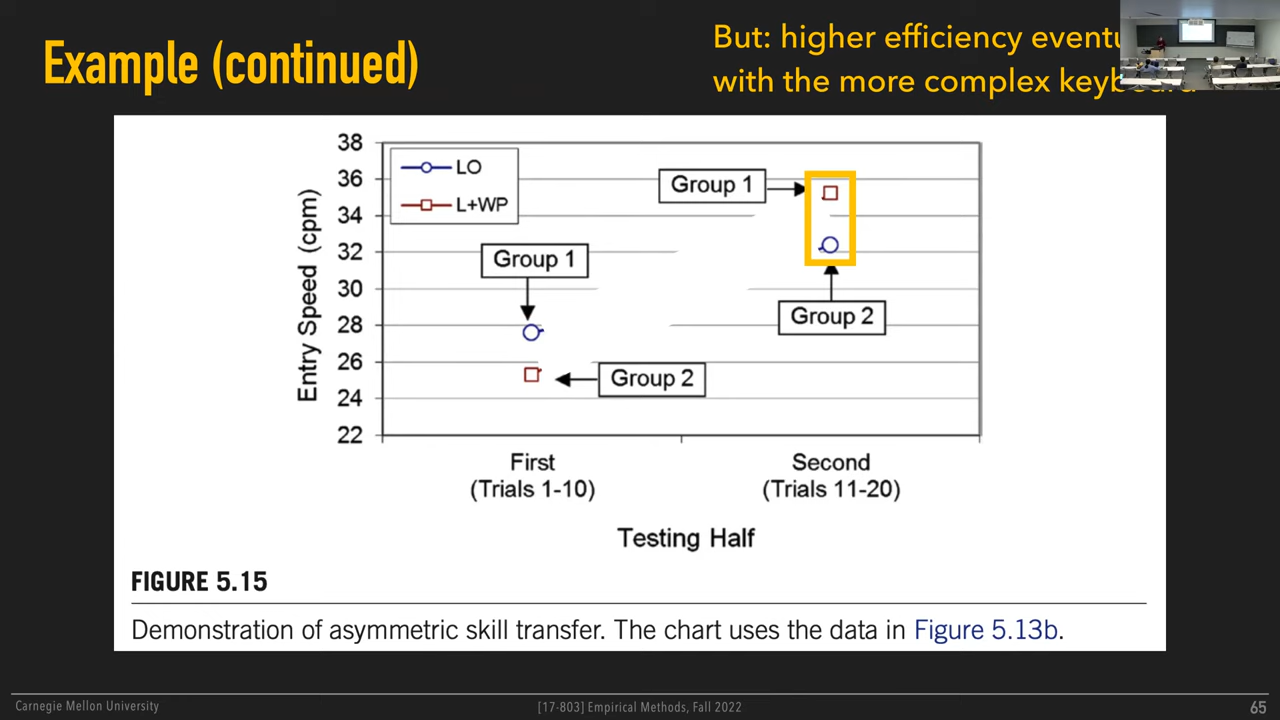 Example (continued)
But: higher efficiency
with the more complex
38
36
34
32
30
28
26
24
22
Entry Speed (cpm)
LO
L+WP
Group 1
Group 2
Group 1
Group 2
First
(Trials 1-10)
Second
(Trials 11-20)
Testing Half
FIGURE 5.15
Demonstration of asymmetric skill transfer. The chart uses the data in Figure 5.13b.
Carnegie Mellon University
[17-803] Empirical Methods, Fall 2022
65